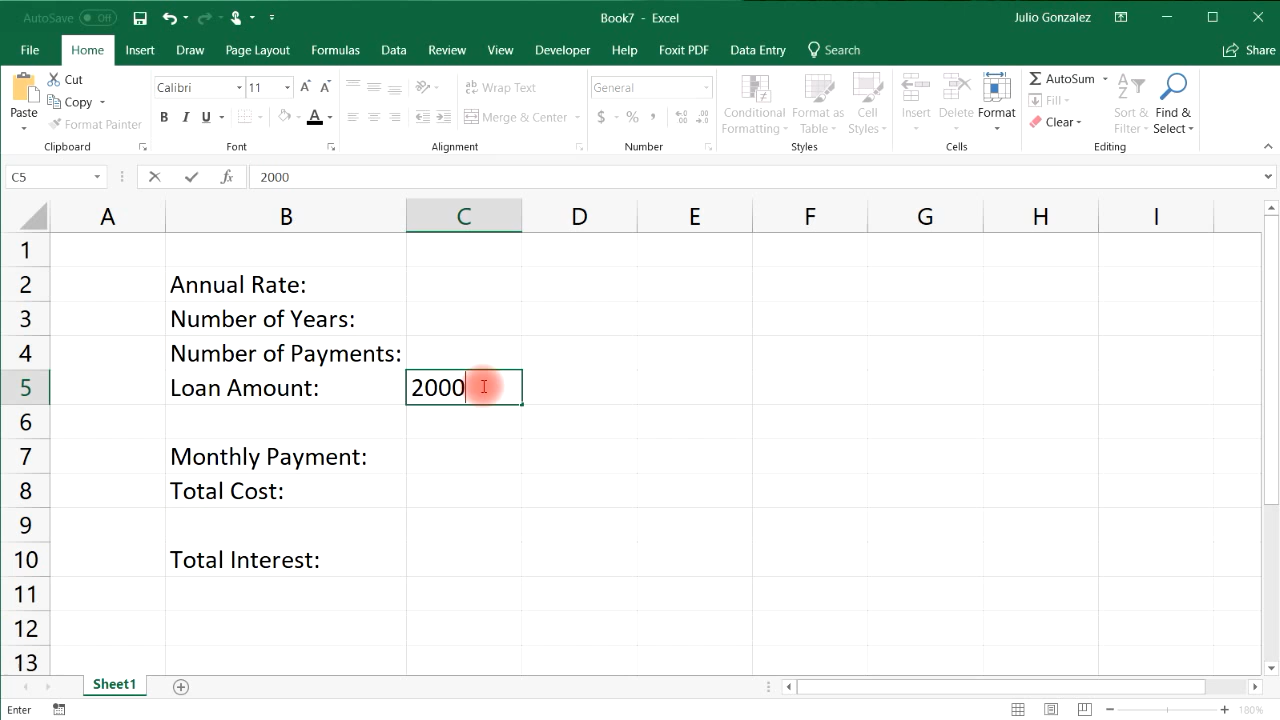 AutoSave Off Book7 - Excel Julio Gonzalez
File Home Insert Draw Page Layout Formulas Data Review View Developer Help Foxit PDF Data Entry Search Share
Paste Cut Copy Format Painter
Clipboard
Calibri 11 A A
B I U A
Font
Wrap Text
Merge & Center
Alignment
General
$ % ,
Number
Conditional Formatting Format as Table Cell Styles
Styles
Insert Delete Format
Cells
AutoSum
Fill
Clear
Sort & Filter Find & Select
Editing
C5 fx 2000
A B C D E F G H I
1
2 Annual Rate:
3 Number of Years:
4 Number of Payments:
5 Loan Amount: 2000
6
7 Monthly Payment:
8 Total Cost:
9
10 Total Interest:
11
12
13
Sheet1
Enter 180%